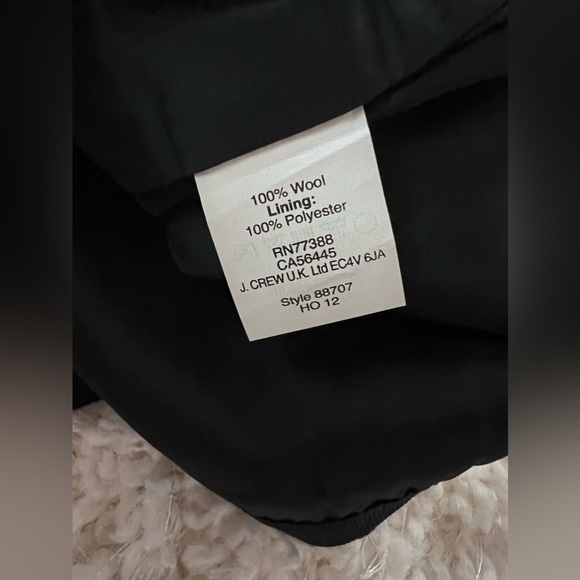 100% Wool
Lining:
100% Polyester
RN77388
CA56445
J. CREW U.K. Ltd EC4V 6JA
Style 88707
HO 12